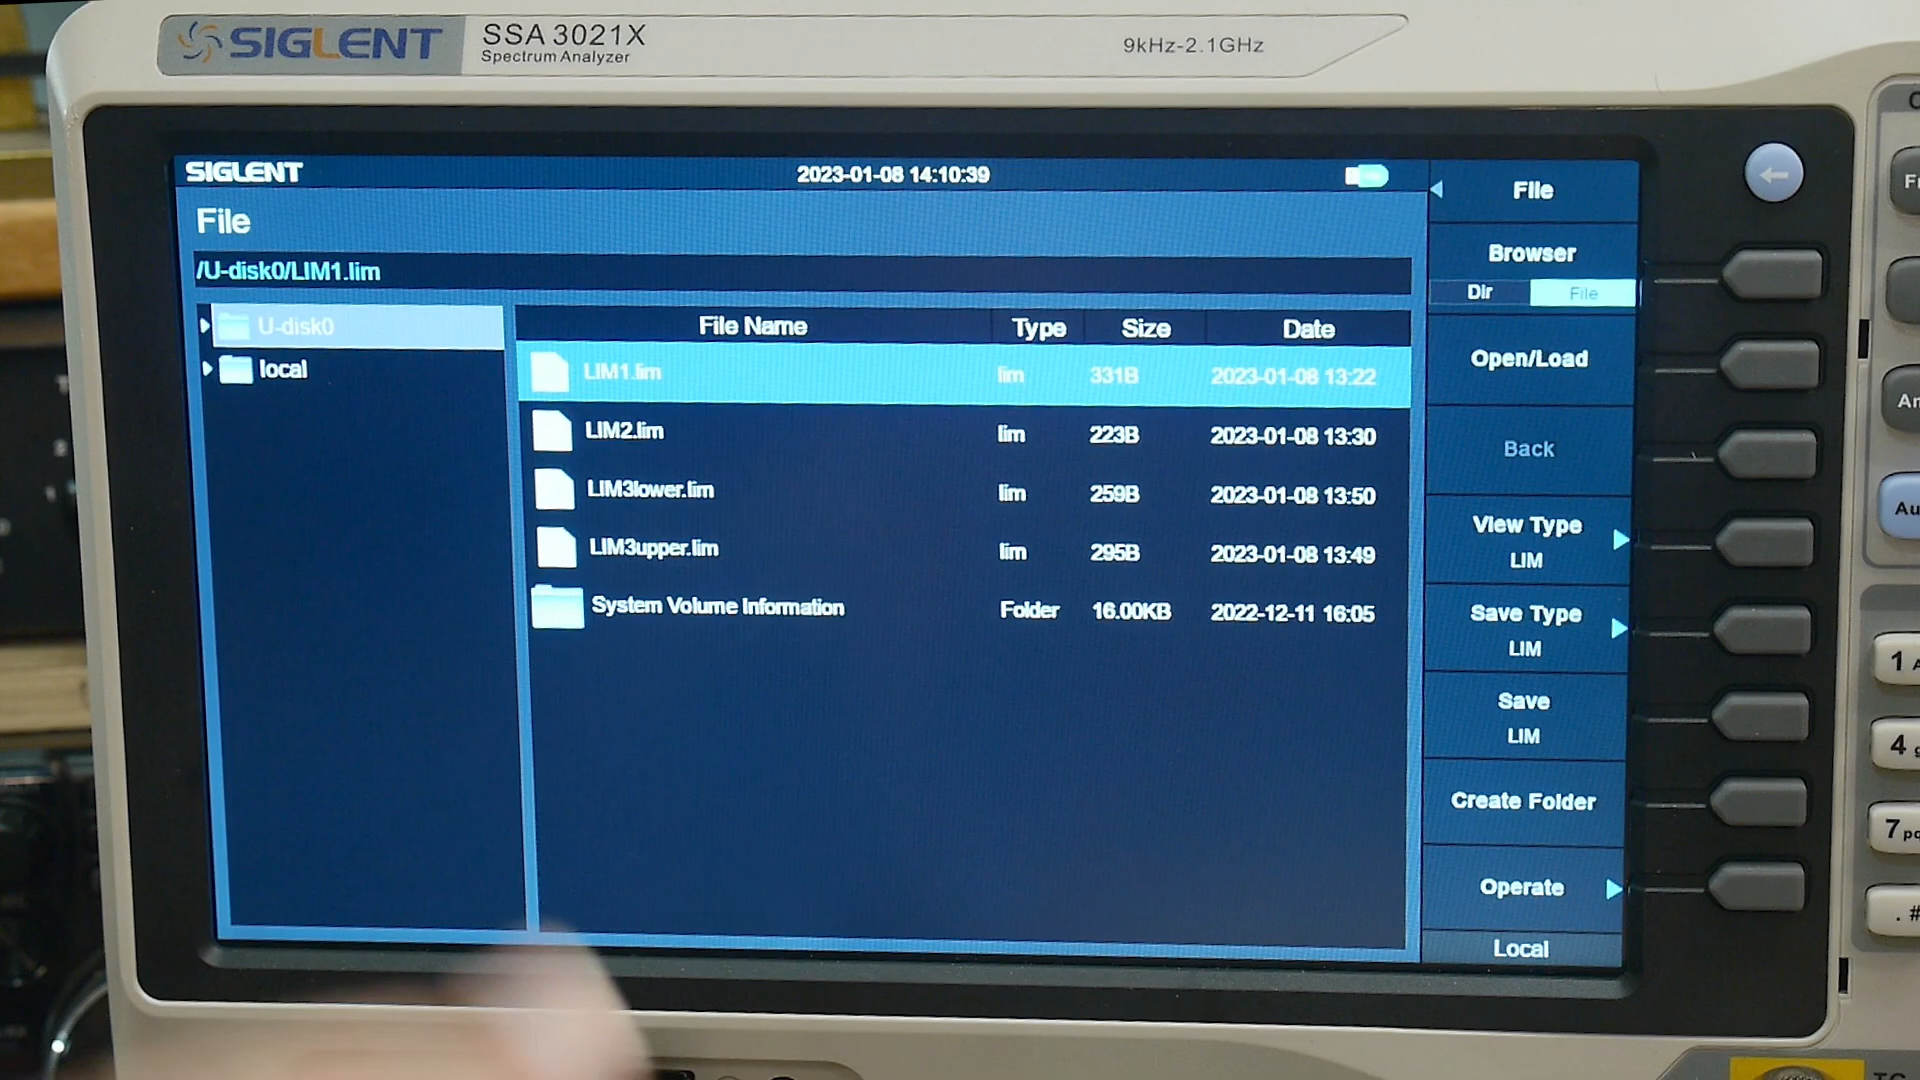 SIGLENT SSA 3021X
Spectrum Analyzer
9kHz-2.1GHz
SIGLENT 2023-01-08 14:10:39
File
/U-disk0/LIM1.lim
U-disk0
local
File Name Type Size Date
LIM1.lim lim 331B 2023-01-08 13:22
LIM2.lim lim 223B 2023-01-08 13:30
LIM3lower.lim lim 259B 2023-01-08 13:50
LIM3upper.lim lim 295B 2023-01-08 13:49
System Volume Information Folder 16.00KB 2022-12-11 16:05
File
Browser
Dir File
Open/Load
Back
View Type
LIM
Save Type
LIM
Save
LIM
Create Folder
Operate
Local
1
4
7
. #